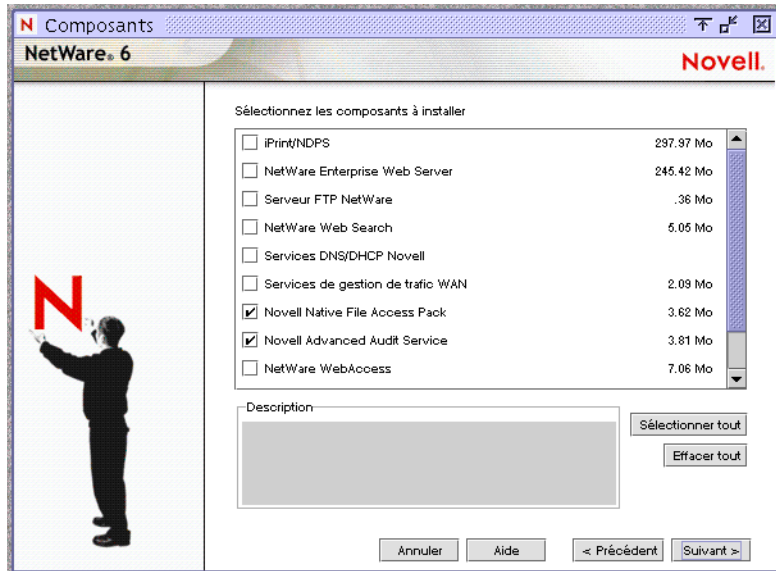 N Composants
NetWare® 6
Novell.
Sélectionnez les composants à installer
iPrint/NDPS 297.97 Mo
NetWare Enterprise Web Server 245.42 Mo
Serveur FTP NetWare .36 Mo
NetWare Web Search 5.05 Mo
Services DNS/DHCP Novell
Services de gestion de trafic WAN 2.09 Mo
Novell Native File Access Pack 3.62 Mo
Novell Advanced Audit Service 3.81 Mo
NetWare WebAccess 7.06 Mo
N
Description
Sélectionner tout
Effacer tout
Annuler Aide < Précédent Suivant >